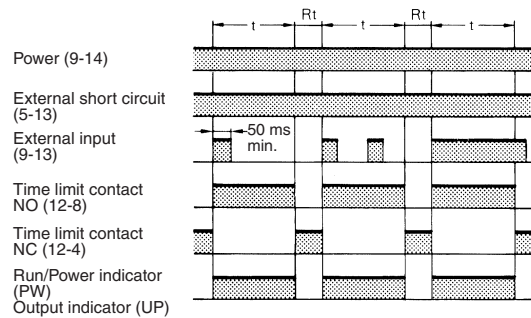 t Rt t Rt t
Power (9-14)
External short circuit
(5-13)
External input
(9-13)
50 ms
min.
Time limit contact
NO (12-8)
Time limit contact
NC (12-4)
Run/Power indicator
(PW)
Output indicator (UP)